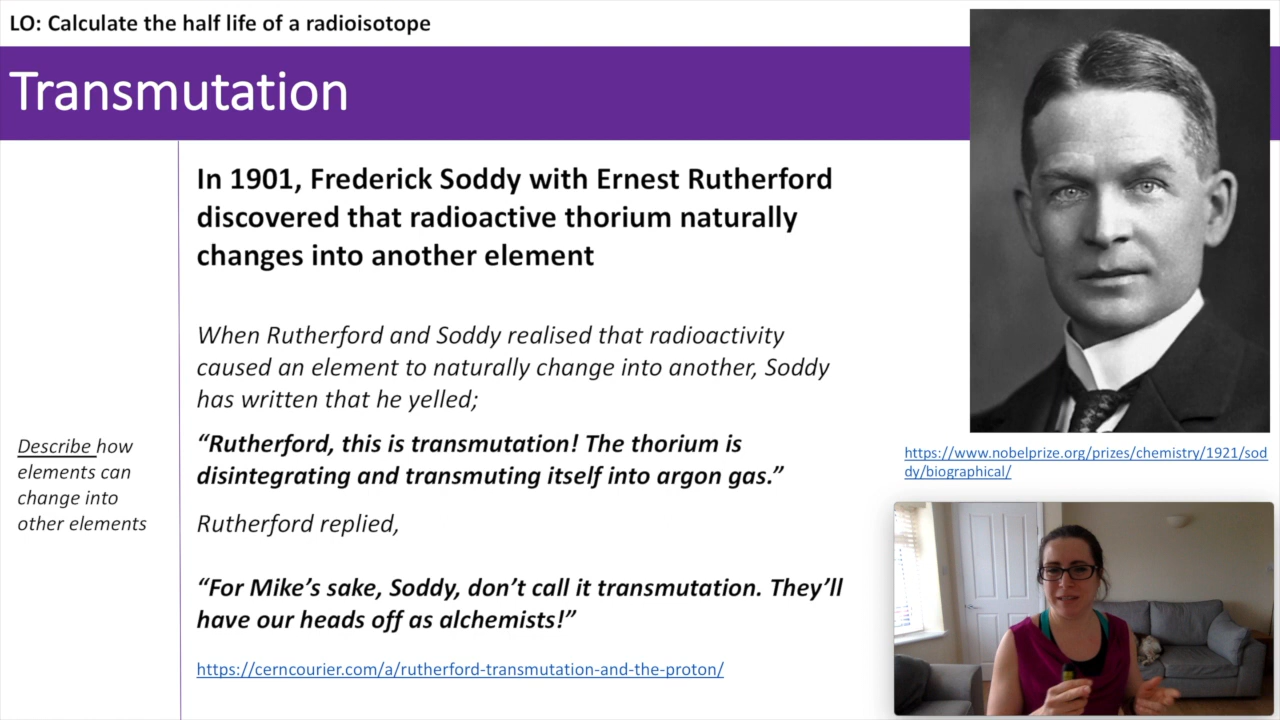 LO: Calculate the half life of a radioisotope
Transmutation
In 1901, Frederick Soddy with Ernest Rutherford
discovered that radioactive thorium naturally
changes into another element
When Rutherford and Soddy realised that radioactivity
caused an element to naturally change into another, Soddy
has written that he yelled;
“Rutherford, this is transmutation! The thorium is
disintegrating and transmuting itself into argon gas.”
Rutherford replied,
“For Mike’s sake, Soddy, don’t call it transmutation. They’ll
have our heads off as alchemists!”
https://cerncourier.com/a/rutherford-transmutation-and-the-proton/
Describe how
elements can
change into
other elements
https://www.nobelprize.org/prizes/chemistry/1921/sod
dy/biographical/